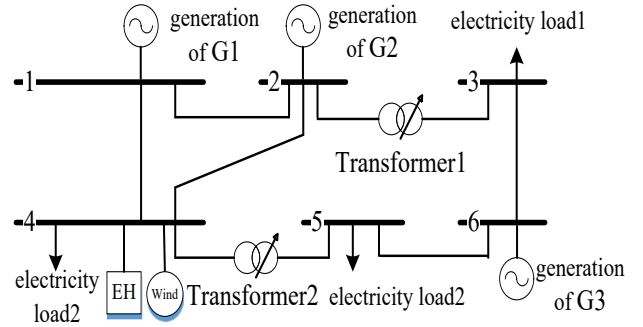 generation
of G1
generation
of G2
electricity load1
1
2
3
Transformer1
4
5
6
electricity
load2
EH
Wind
Transformer2
electricity load2
generation
of G3